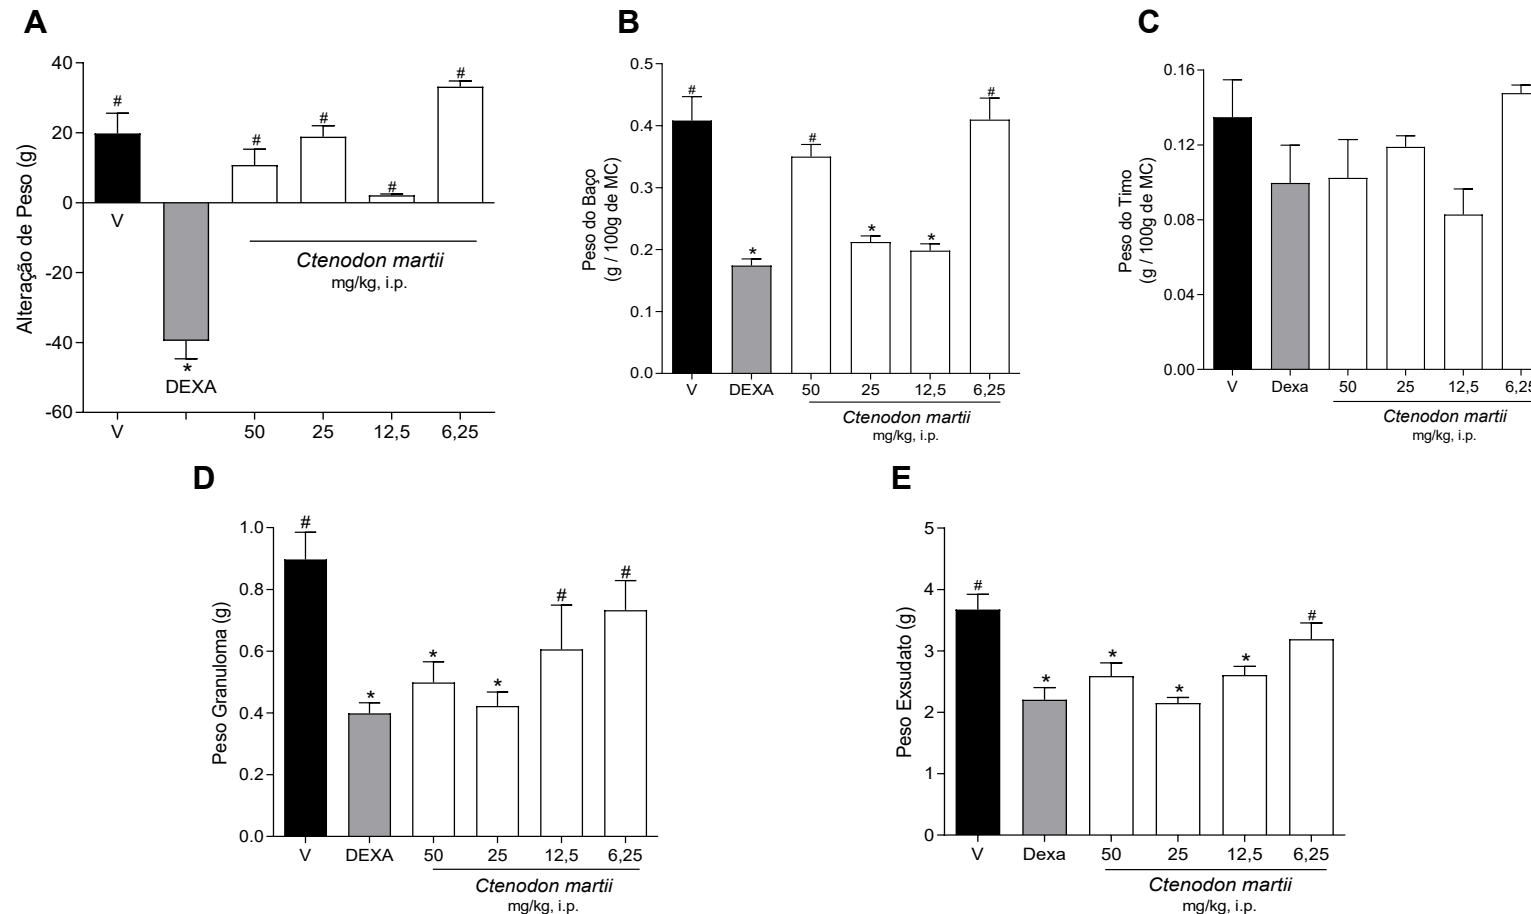 A
Alteração de Peso (g)
40
20
0
-20
-40
-60
#
*
#
#
#
#
V
DEXA
Ctenodon martii
mg/kg, i.p.
V
50
25
12,5
6,25
B
Peso do Baço
(g / 100g de MC)
0.5
0.4
0.3
0.2
0.1
0.0
#
*
#
*
*
#
V
DEXA
50
25
12,5
6,25
Ctenodon martii
mg/kg, i.p.
C
Peso do Timo
(g / 100g de MC)
0.16
0.12
0.08
0.04
0.00
V
Dexa
50
25
12,5
6,25
Ctenodon martii
mg/kg, i.p.
D
Peso Granuloma (g)
1.0
0.8
0.6
0.4
0.2
0.0
#
*
*
*
#
#
V
DEXA
50
25
12,5
6,25
Ctenodon martii
mg/kg, i.p.
E
Peso Exsudato (g)
5
4
3
2
1
0
#
*
*
*
*
#
V
Dexa
50
25
12,5
6,25
Ctenodon martii
mg/kg, i.p.